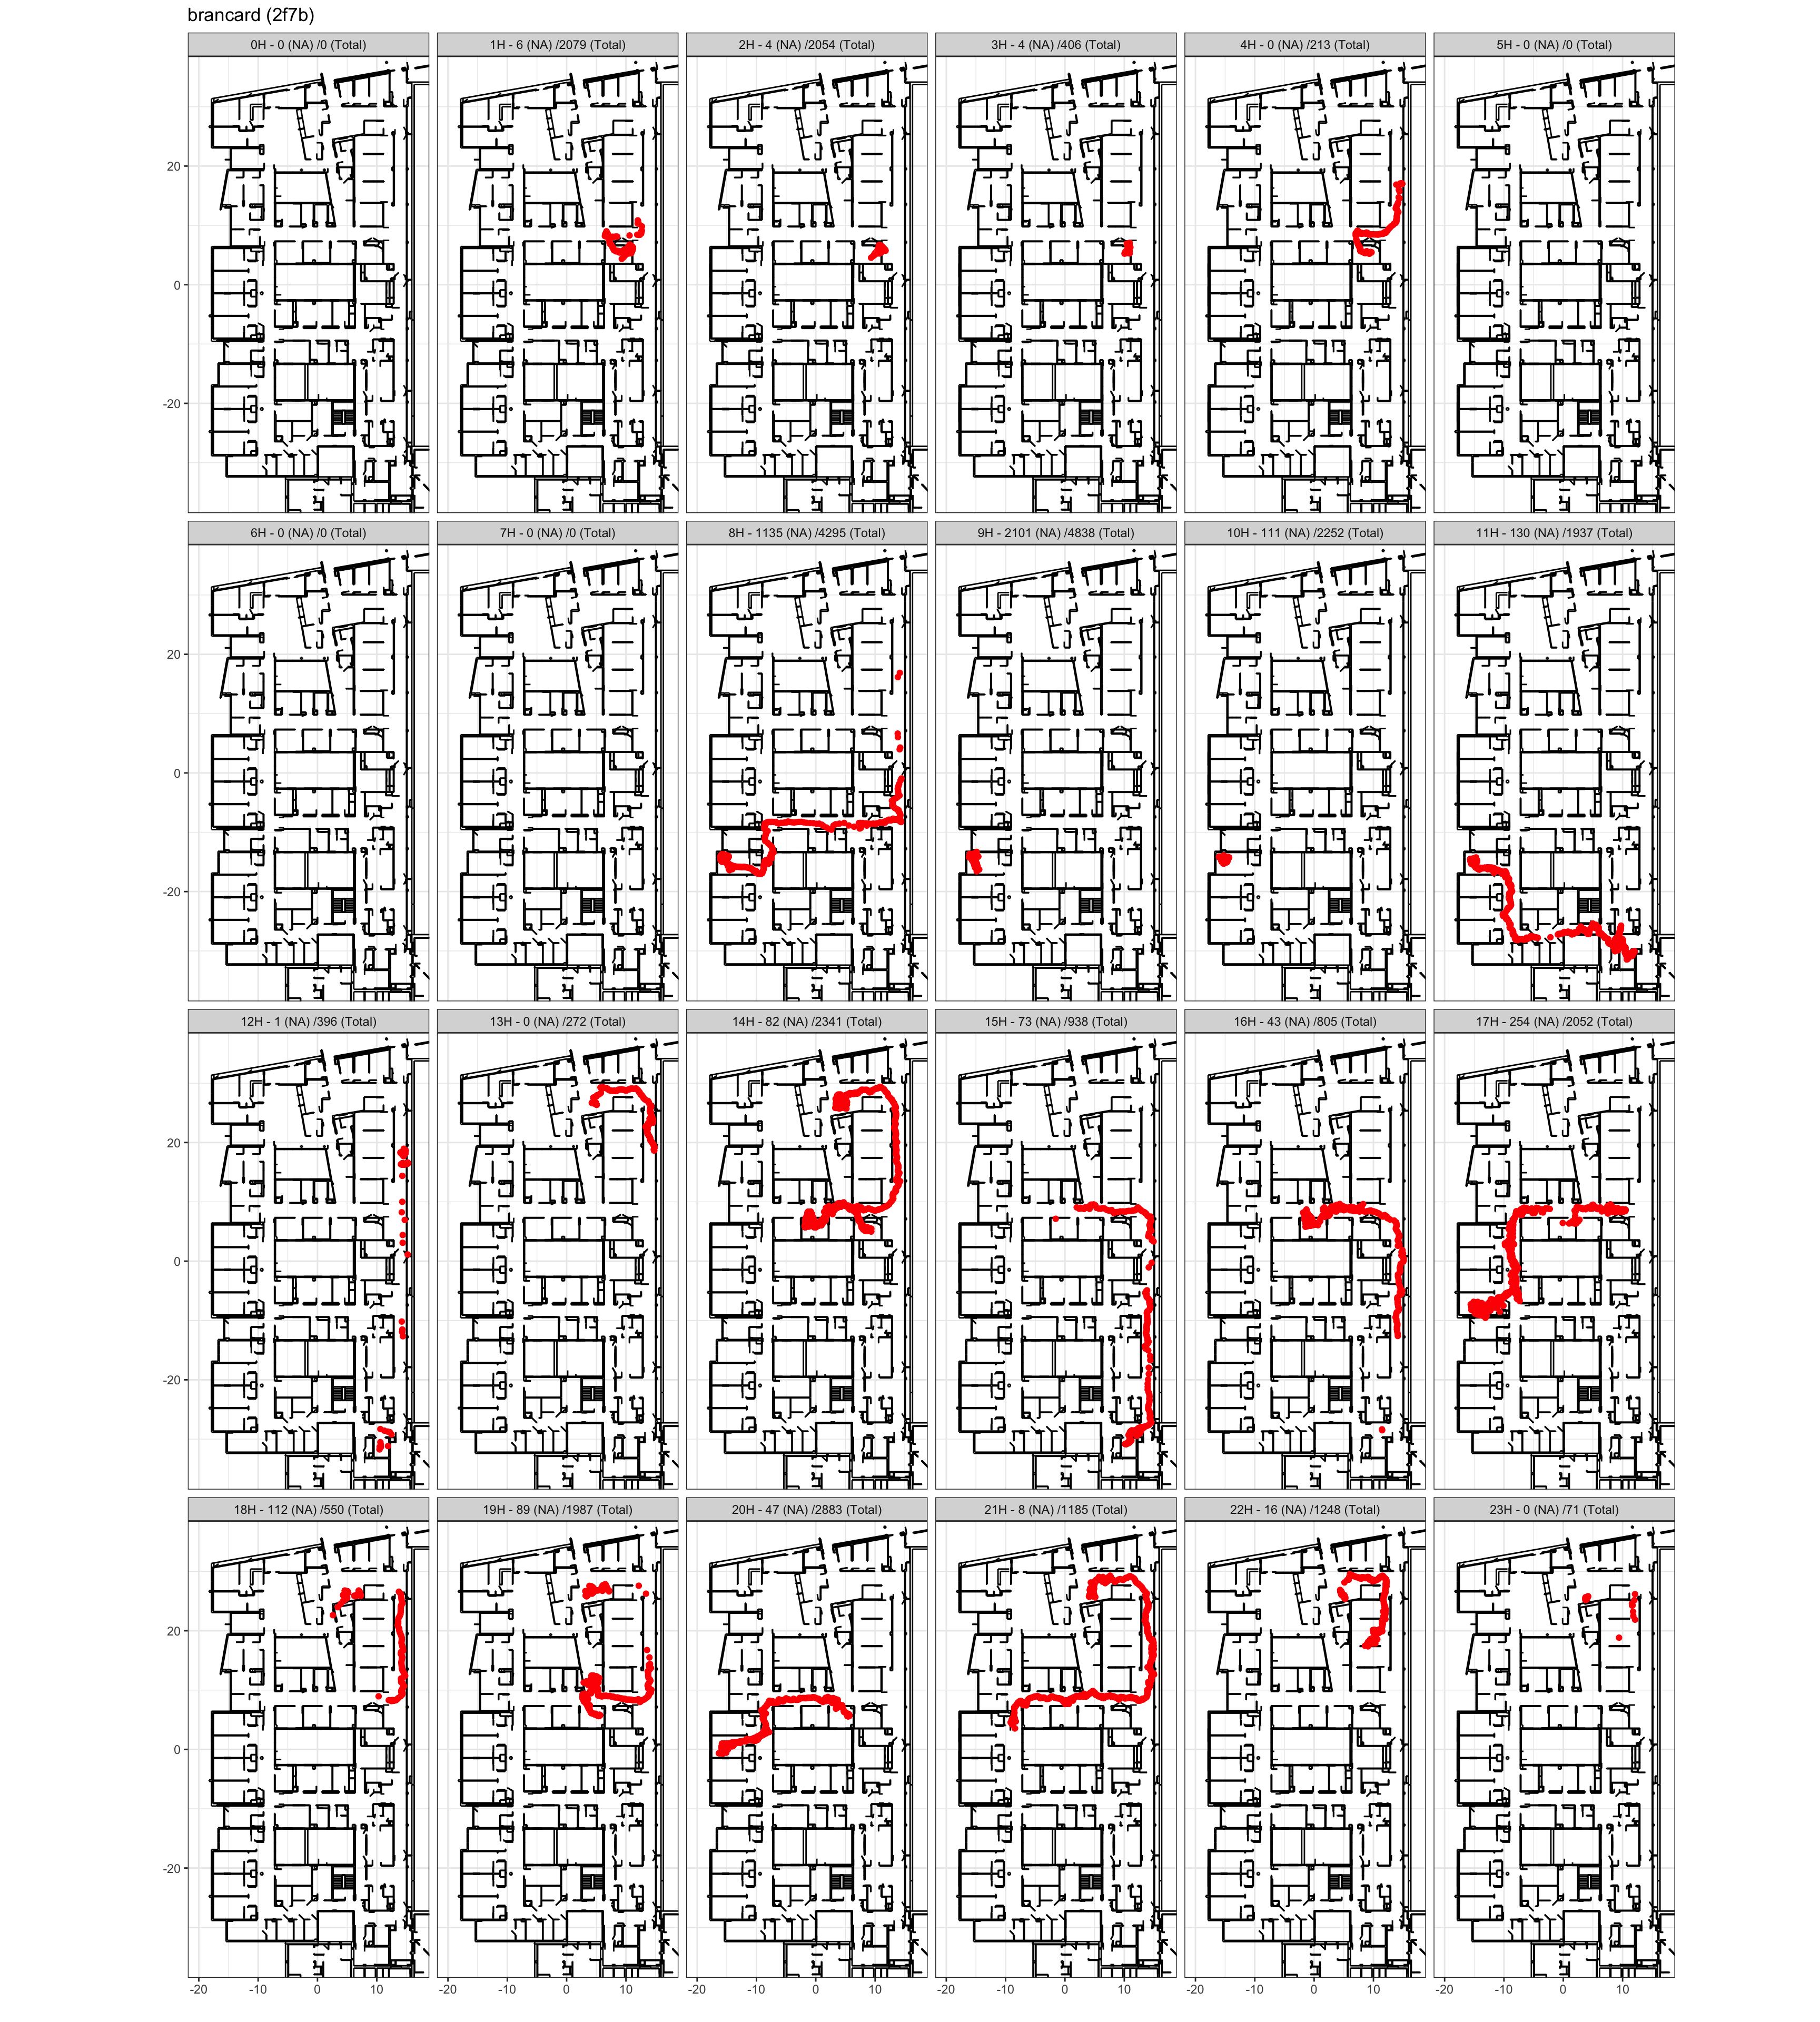 brancard (2f7b)
0H - 0 (NA) /0 (Total)
1H - 6 (NA) /2079 (Total)
2H - 4 (NA) /2054 (Total)
3H - 4 (NA) /406 (Total)
4H - 0 (NA) /213 (Total)
5H - 0 (NA) /0 (Total)
20
0
-20
6H - 0 (NA) /0 (Total)
7H - 0 (NA) /0 (Total)
8H - 1135 (NA) /4295 (Total)
9H - 2101 (NA) /4838 (Total)
10H - 111 (NA) /2252 (Total)
11H - 130 (NA) /1937 (Total)
20
0
-20
12H - 1 (NA) /396 (Total)
13H - 0 (NA) /272 (Total)
14H - 82 (NA) /2341 (Total)
15H - 73 (NA) /938 (Total)
16H - 43 (NA) /805 (Total)
17H - 254 (NA) /2052 (Total)
20
0
-20
18H - 112 (NA) /550 (Total)
19H - 89 (NA) /1987 (Total)
20H - 47 (NA) /2883 (Total)
21H - 8 (NA) /1185 (Total)
22H - 16 (NA) /1248 (Total)
23H - 0 (NA) /71 (Total)
20
0
-20
-20 -10 0 10
-20 -10 0 10
-20 -10 0 10
-20 -10 0 10
-20 -10 0 10
-20 -10 0 10